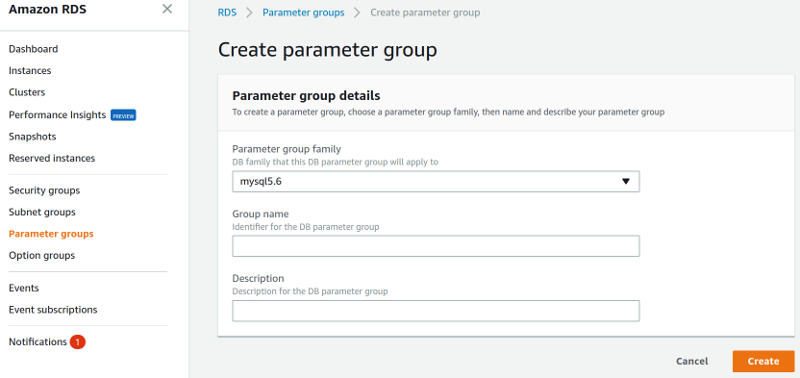 Amazon RDS
Dashboard
Instances
Clusters
Performance Insights PREVIEW
Snapshots
Reserved instances
Security groups
Subnet groups
Parameter groups
Option groups
Events
Event subscriptions
Notifications 1
RDS > Parameter groups > Create parameter group
Create parameter group
Parameter group details
To create a parameter group, choose a parameter group family, then name and describe your parameter group
Parameter group family
DB family that this DB parameter group will apply to
mysql5.6
Group name
Identifier for the DB parameter group
Description
Description for the DB parameter group
Cancel Create